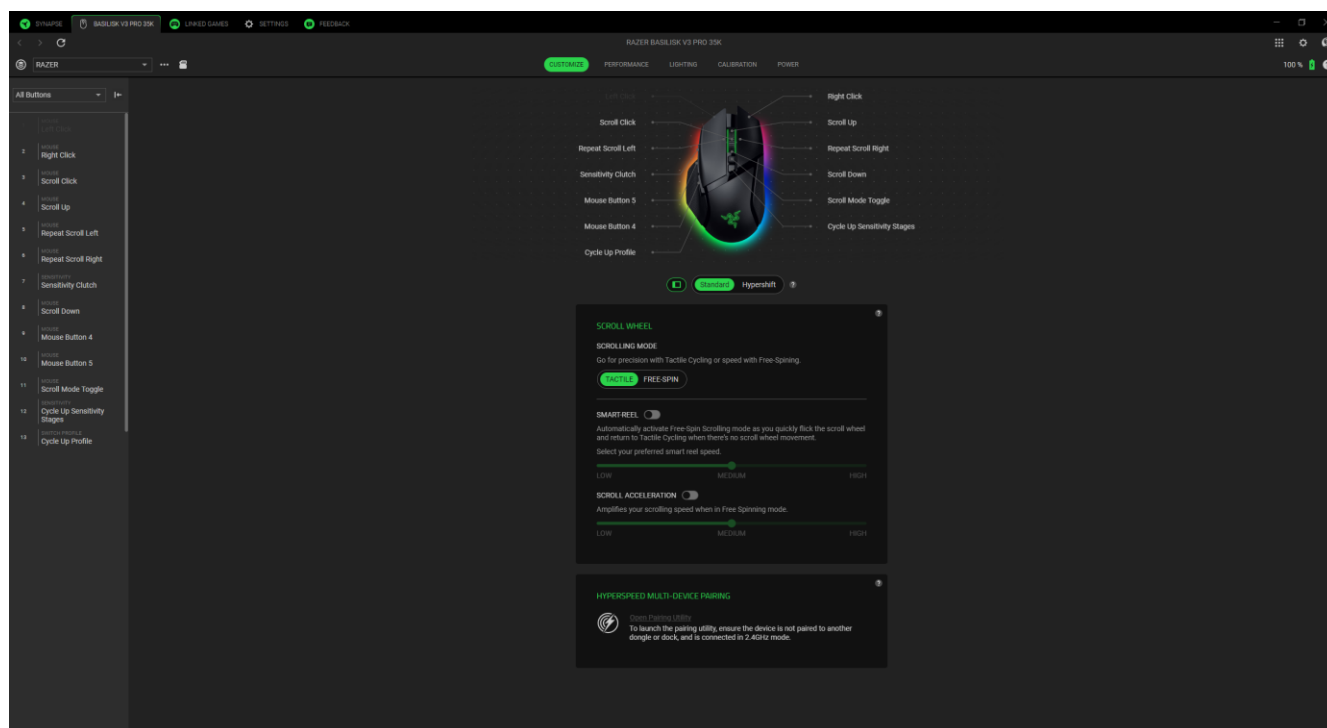 SYNAPSE BASILISK V3 PRO 35K LINKED GAMES SETTINGS FEEDBACK
RAZER BASILISK V3 PRO 35K
RAZER CUSTOMIZE PERFORMANCE LIGHTING CALIBRATION POWER 100 %
All Buttons
1 MOUSE
Left Click
2 MOUSE
Right Click
3 MOUSE
Scroll Click
4 MOUSE
Scroll Up
5 MOUSE
Repeat Scroll Left
6 MOUSE
Repeat Scroll Right
7 SENSITIVITY
Sensitivity Clutch
8 MOUSE
Scroll Down
9 MOUSE
Mouse Button 4
10 MOUSE
Mouse Button 5
11 MOUSE
Scroll Mode Toggle
12 SENSITIVITY
Cycle Up Sensitivity
Stages
13 SWITCH PROFILE
Cycle Up Profile
Left Click Right Click
Scroll Click Scroll Up
Repeat Scroll Left Repeat Scroll Right
Sensitivity Clutch Scroll Down
Mouse Button 5 Scroll Mode Toggle
Mouse Button 4 Cycle Up Sensitivity Stages
Cycle Up Profile
Standard Hypershift ?
SCROLL WHEEL
SCROLLING MODE
Go for precision with Tactile Cycling or speed with Free-Spining.
TACTILE FREE-SPIN
SMART-REEL
Automatically activate Free-Spin Scrolling mode as you quickly flick the scroll wheel
and return to Tactile Cycling when there's no scroll wheel movement.
Select your preferred smart reel speed.
LOW MEDIUM HIGH
SCROLL ACCELERATION
Amplifies your scrolling speed when in Free Spinning mode.
LOW MEDIUM HIGH
HYPERSPEED MULTI-DEVICE PAIRING
Open Pairing Utility
To launch the pairing utility, ensure the device is not paired to another
dongle or dock, and is connected in 2.4GHz mode.